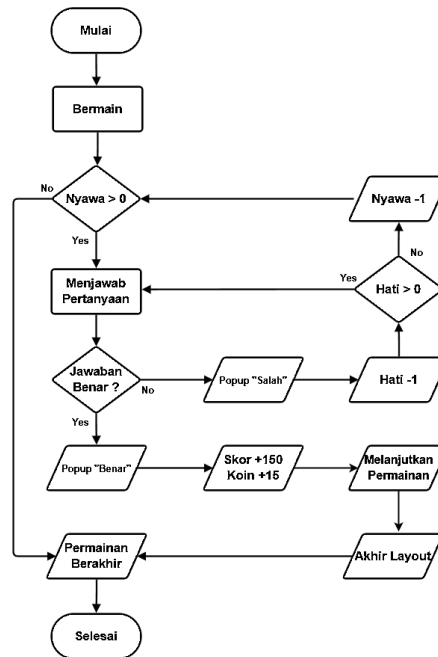 Mulai
Bermain
No
Nyawa > 0
Nyawa -1
Yes
No
Menjawab
Pertanyaan
Yes
Hati > 0
Jawaban
Benar ?
No
Popup "Salah"
Hati -1
Yes
Popup "Benar"
Skor +150
Koin +15
Melanjutkan
Permainan
Permainan
Berakhir
Akhir Layout
Selesai